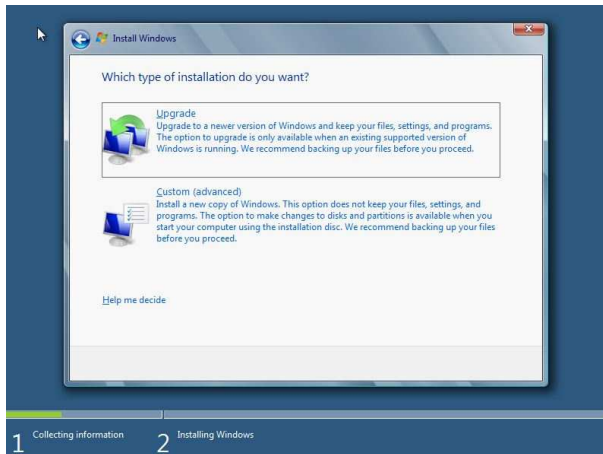 Install Windows
Which type of installation do you want?
Upgrade
Upgrade to a newer version of Windows and keep your files, settings, and programs.
The option to upgrade is only available when an existing supported version of
Windows is running. We recommend backing up your files before you proceed.
Custom (advanced)
Install a new copy of Windows. This option does not keep your files, settings, and
programs. The option to make changes to disks and partitions is available when you
start your computer using the installation disc. We recommend backing up your files
before you proceed.
Help me decide
1 Collecting information 2 Installing Windows